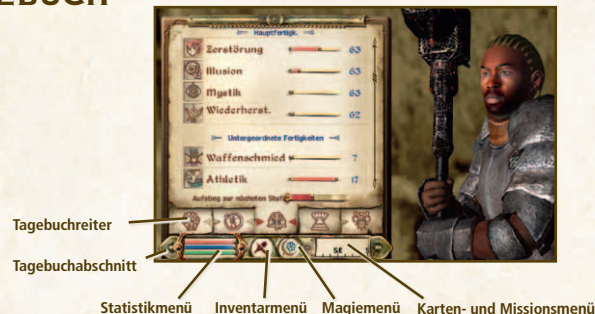 Hauptfertigk.
Zerstörung 63
Illusion 63
Mystik 63
Wiederherst. 62
Untergeordnete Fertigkeiten
Waffenschmied 7
Athletik 17
Aufstieg zur nächsten Stufe
Tagebuchreiter
Tagebuchabschnitt
SE
Statistikmenü Inventarmenü Magiemenü Karten- und Missionsmenü